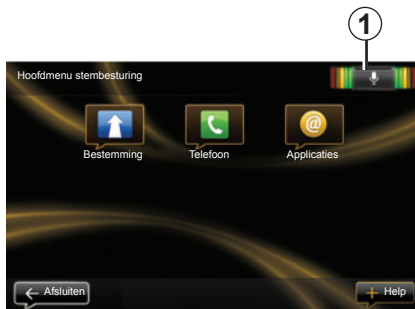 1
Hoofdmenu stembesturing
Bestemming Telefoon Applicaties
Afsluiten Help